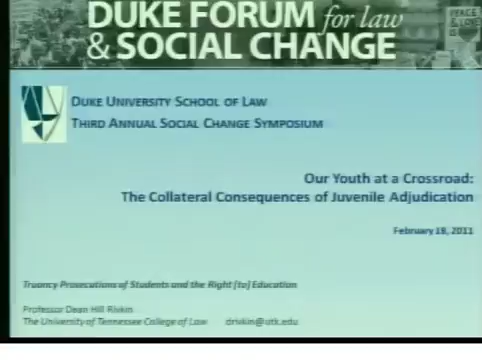 DUKE FORUM for law
& SOCIAL CHANGE
PEACE
DUKE UNIVERSITY SCHOOL OF LAW
THIRD ANNUAL SOCIAL CHANGE SYMPOSIUM
Our Youth at a Crossroad:
The Collateral Consequences of Juvenile Adjudication
February 18, 2011
Truancy Prosecutions of Students and the Right [to] Education
Professor Dean Hill Rivkin
The University of Tennessee College of Law drivkin@utk.edu